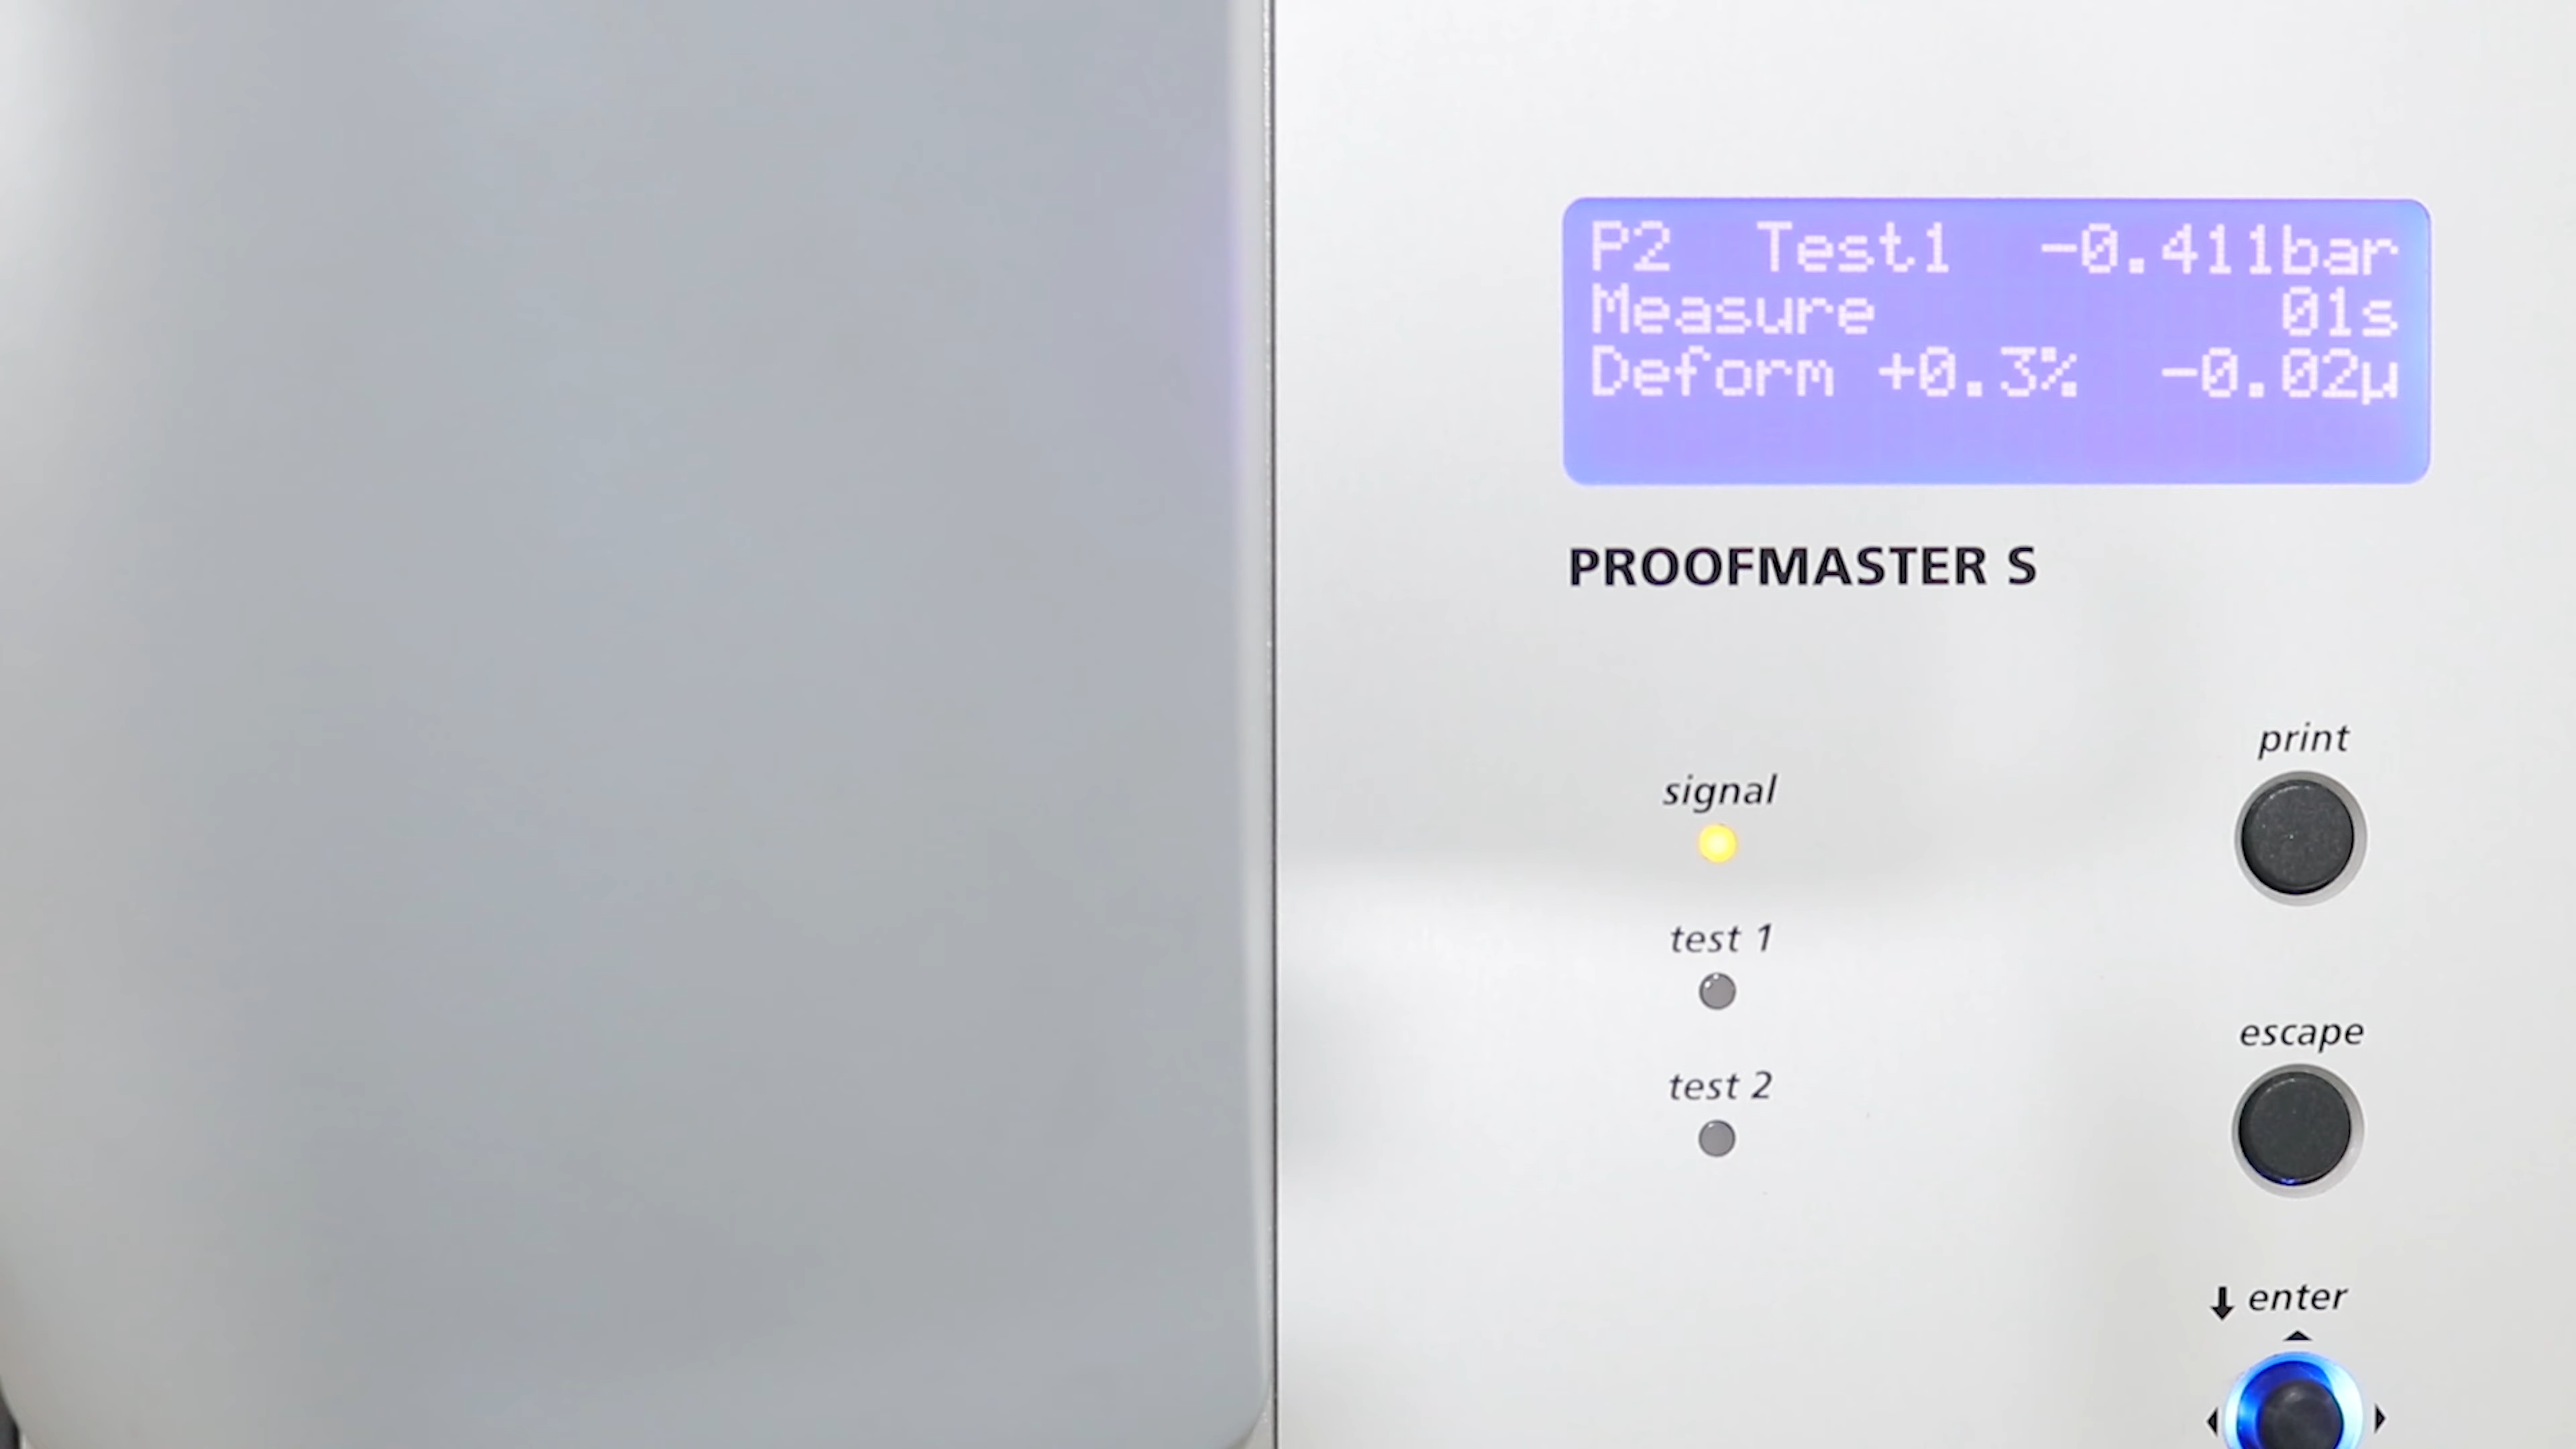 P2 Test1 -0.411bar
Measure 01s
Deform +0.3% -0.02µ
PROOFMASTER S
print
signal
test 1
escape
test 2
enter